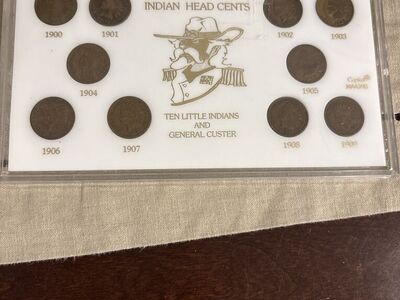 INDIAN HEAD CENTS
1900 1901 1902 1903
1904 1905
Capital
1906 1907 1908 1909
TEN LITTLE INDIANS
AND
GENERAL CUSTER